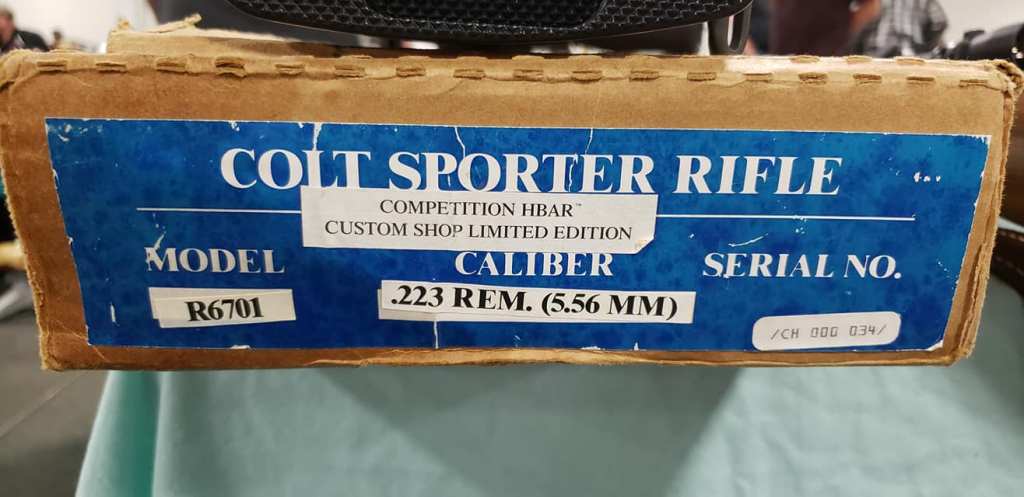 COLT SPORTER RIFLE
COMPETITION HBAR™
CUSTOM SHOP LIMITED EDITION
MODEL CALIBER SERIAL NO.
R6701 .223 REM. (5.56 MM)
/CH 000 034/